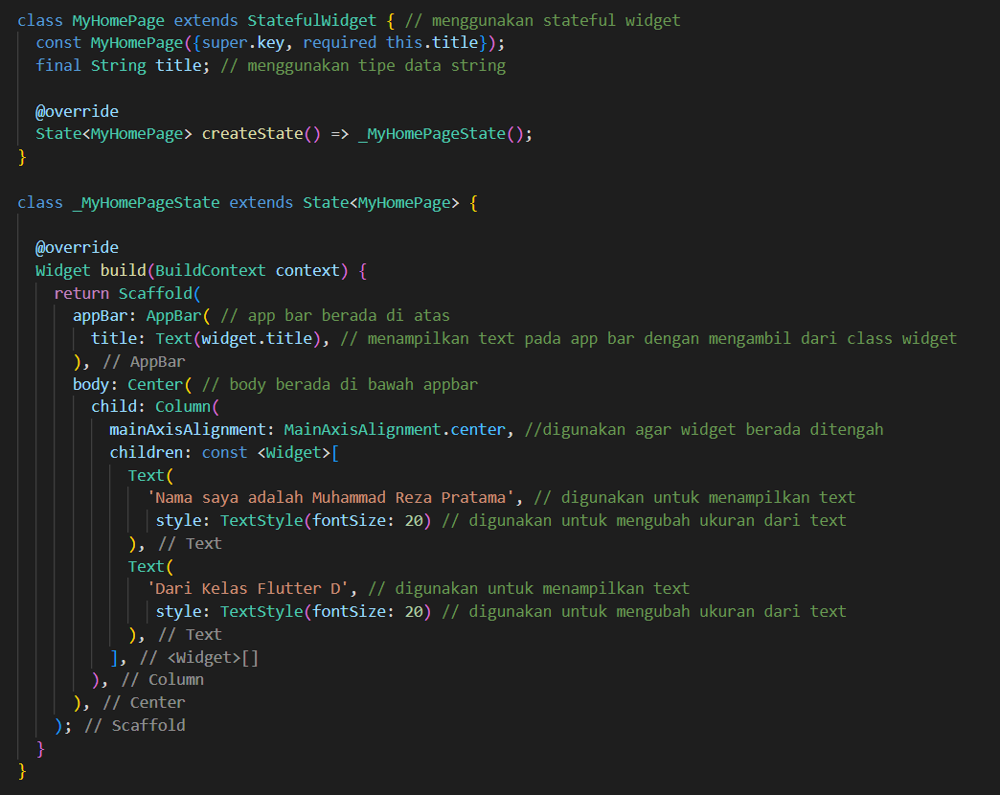 class MyHomePage extends StatefulWidget { // menggunakan stateful widget
  const MyHomePage({super.key, required this.title});
  final String title; // menggunakan tipe data string

  @override
  State<MyHomePage> createState() => _MyHomePageState();
}

class _MyHomePageState extends State<MyHomePage> {

  @override
  Widget build(BuildContext context) {
    return Scaffold(
      appBar: AppBar( // app bar berada di atas
        title: Text(widget.title), // menampilkan text pada app bar dengan mengambil dari class widget
      ), // AppBar
      body: Center( // body berada di bawah appbar
        child: Column(
          mainAxisAlignment: MainAxisAlignment.center, //digunakan agar widget berada ditengah
          children: const <Widget>[
            Text(
              'Nama saya adalah Muhammad Reza Pratama', // digunakan untuk menampilkan text
               style: TextStyle(fontSize: 20) // digunakan untuk mengubah ukuran dari text
            ), // Text
            Text(
              'Dari Kelas Flutter D', // digunakan untuk menampilkan text
               style: TextStyle(fontSize: 20) // digunakan untuk mengubah ukuran dari text
            ), // Text
          ], // <Widget>[]
        ), // Column
      ), // Center
    ); // Scaffold
  }
}